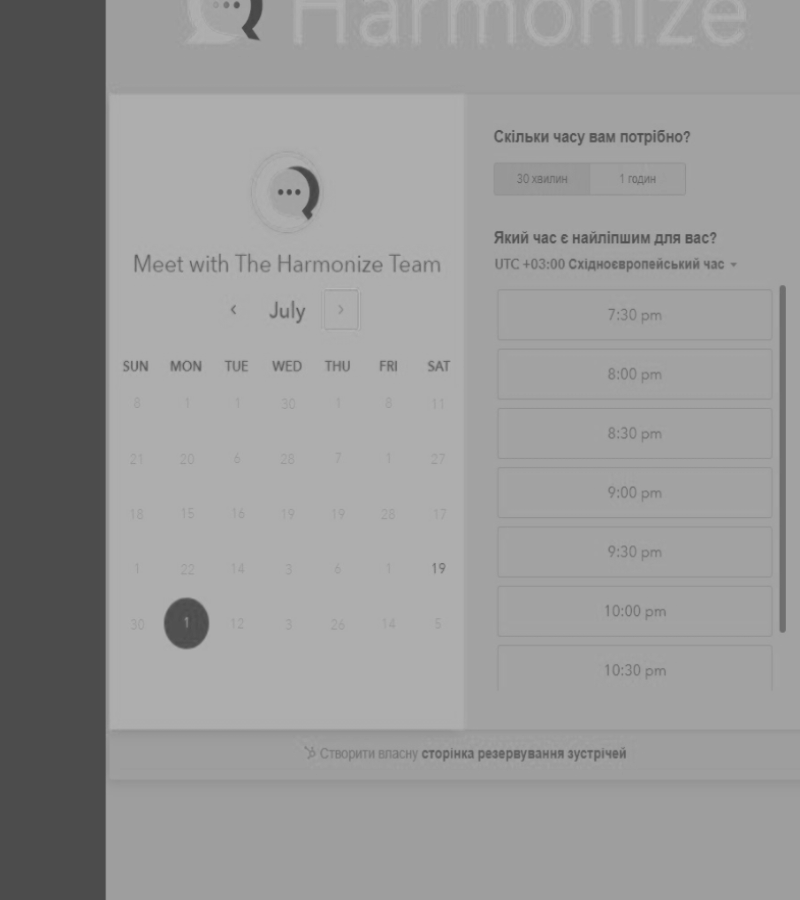 Harmonize
Meet with The Harmonize Team
July
SUN MON TUE WED THU FRI SAT
8 1 1 30 1 8 11
21 20 6 28 7 1 27
18 15 16 19 19 28 17
1 22 14 3 6 1 19
30 1 12 3 26 14 5
Скільки часу вам потрібно?
30 хвилин 1 годин
Який час є найліпшим для вас?
UTC +03:00 Східноєвропейський час
7:30 pm
8:00 pm
8:30 pm
9:00 pm
9:30 pm
10:00 pm
10:30 pm
Створити власну сторінка резервування зустрічей